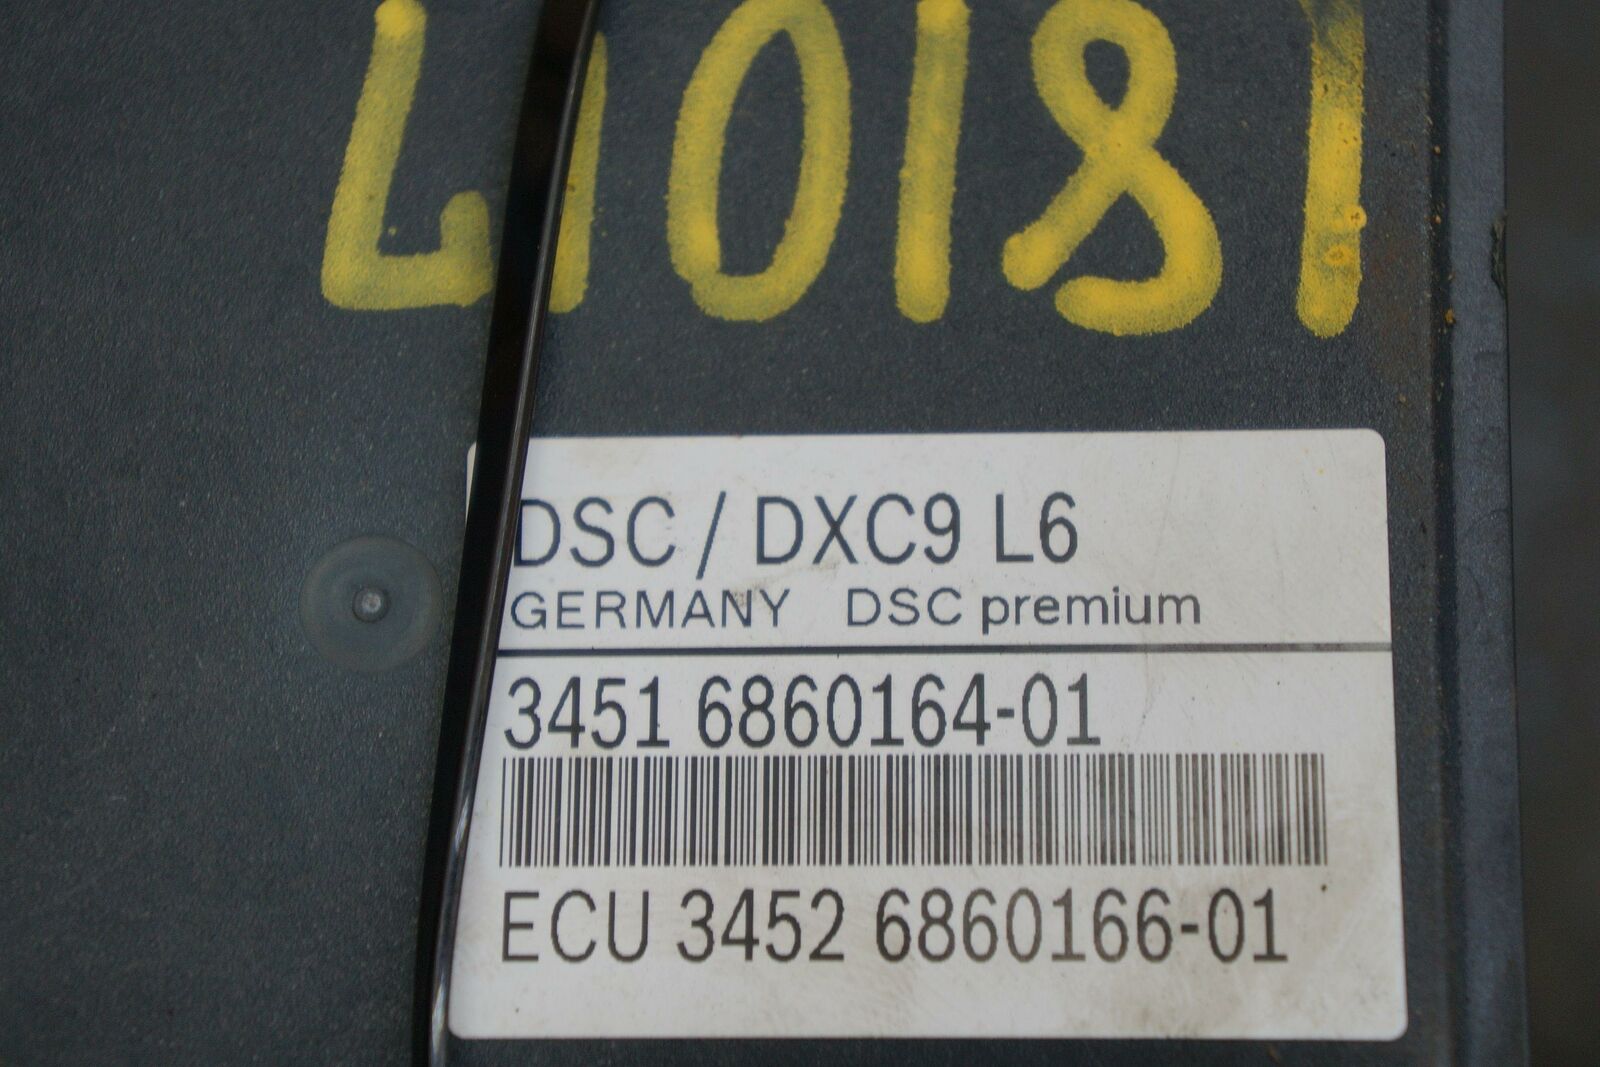 L10181
DSC / DXC9 L6
GERMANY DSC premium
3451 6860164-01
ECU 3452 6860166-01